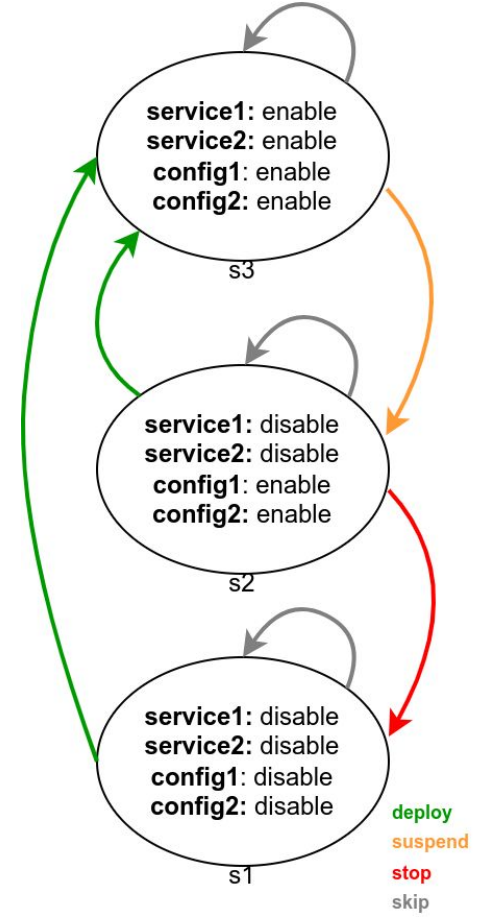 service1: enable
service2: enable
config1: enable
config2: enable
s3
service1: disable
service2: disable
config1: enable
config2: enable
s2
service1: disable
service2: disable
config1: disable
config2: disable
s1
deploy
suspend
stop
skip